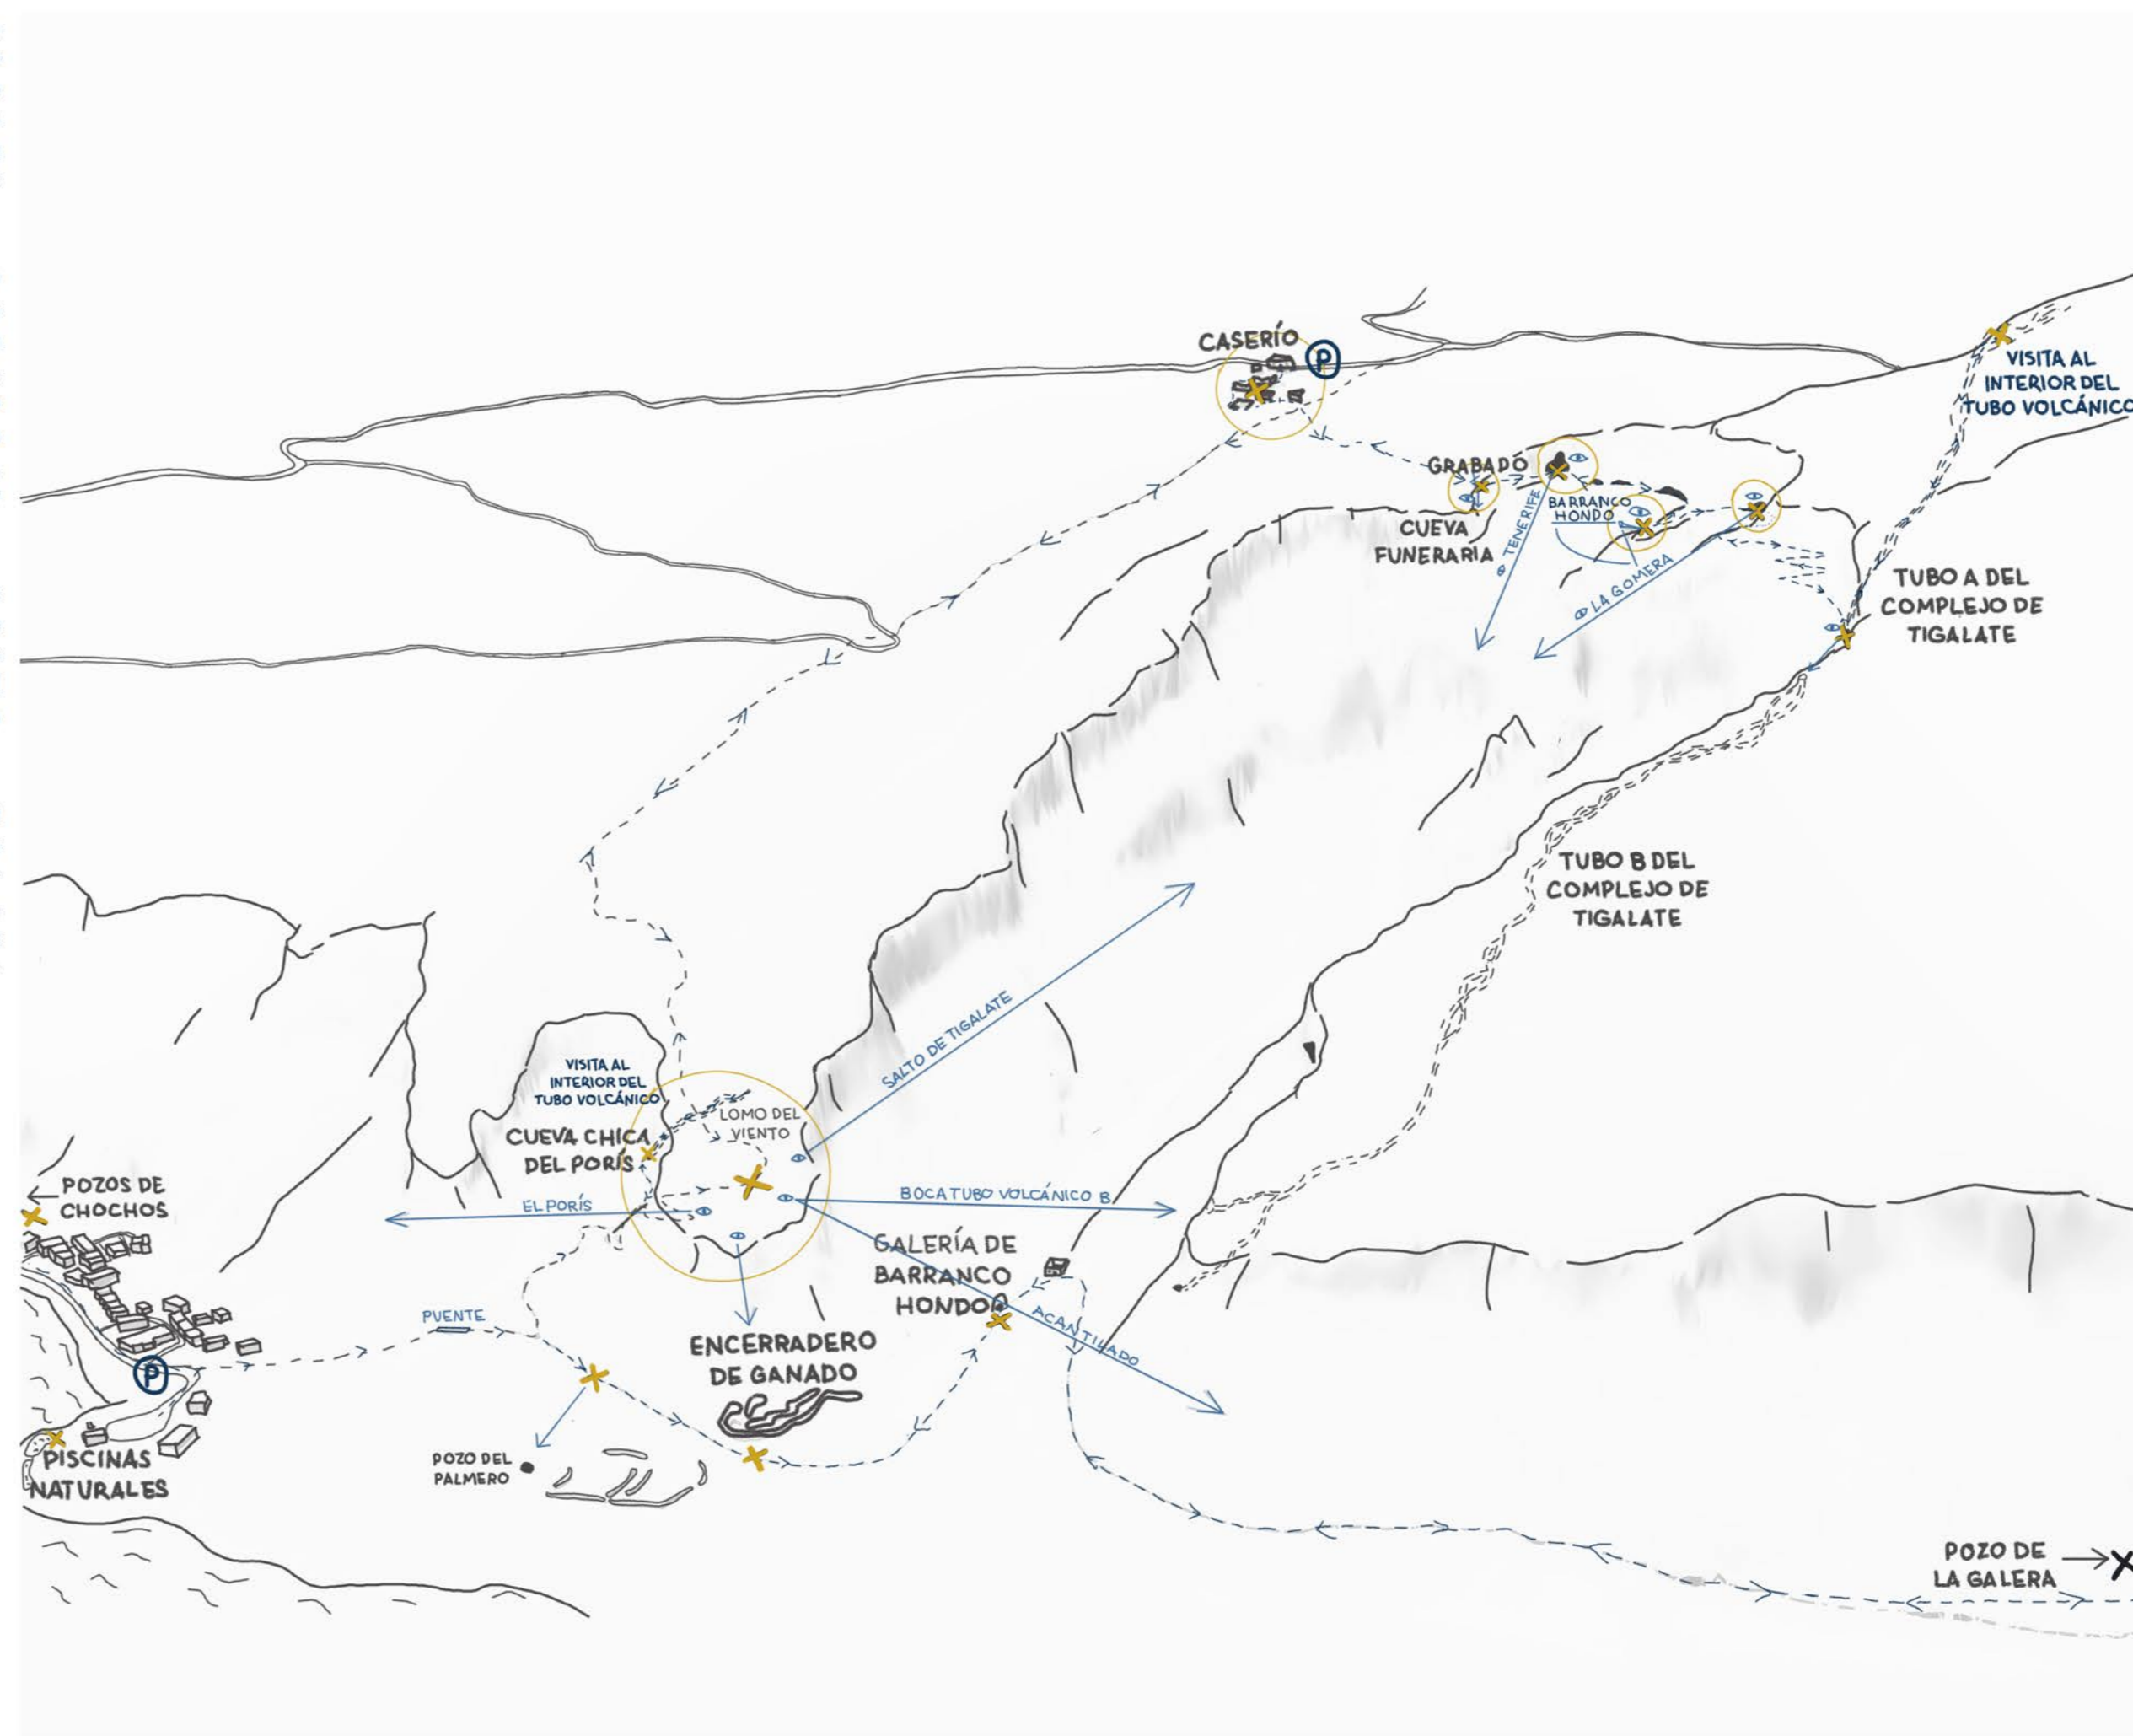 CASERÍO
P
VISITA AL
INTERIOR DEL
TUBO VOLCÁNICO
GRABADO
BARRANCO
HONDO
CUEVA
FUNERARIA
TENERIFE
LA GOMERA
TUBO A DEL
COMPLEJO DE
TIGALATE
TUBO B DEL
COMPLEJO DE
TIGALATE
SALTO DE TIGALATE
VISITA AL
INTERIOR DEL
TUBO VOLCÁNICO
LOMO DEL
VIENTO
CUEVA CHICA
DEL PORÍS
POZOS DE
CHOCHOS
EL PORÍS
BOCA TUBO VOLCÁNICO B
GALERÍA DE
BARRANCO
HONDO
ACANTILADO
PUENTE
ENCERRADERO
DE GANADO
P
POZO DEL
PALMERO
PISCINAS
NATURALES
POZO DE
LA GALERA